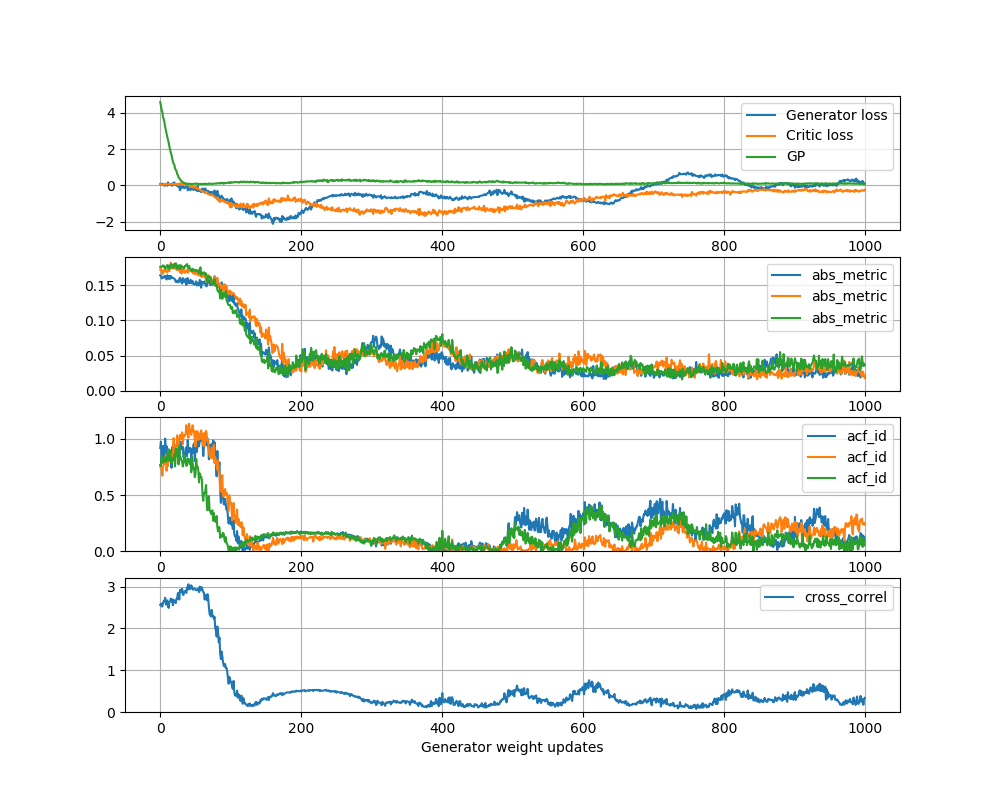 4
2
0
−2
Generator loss
Critic loss
GP
0 200 400 600 800 1000
0.15
0.10
0.05
0.00
abs_metric
abs_metric
abs_metric
0 200 400 600 800 1000
1.0
0.5
0.0
acf_id
acf_id
acf_id
0 200 400 600 800 1000
3
2
1
0
cross_correl
0 200 400 600 800 1000
Generator weight updates